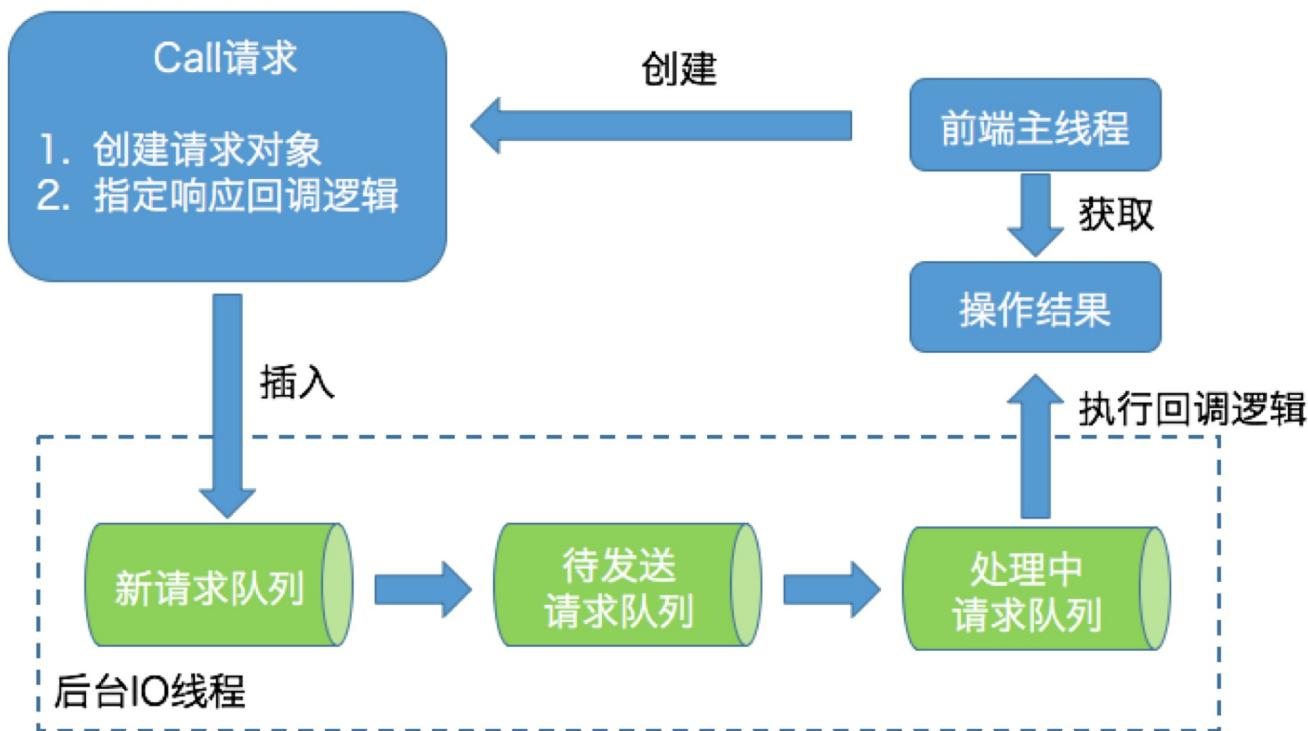 Call请求
1. 创建请求对象
2. 指定响应回调逻辑
创建
前端主线程
获取
操作结果
插入
执行回调逻辑
新请求队列
待发送
请求队列
处理中
请求队列
后台IO线程